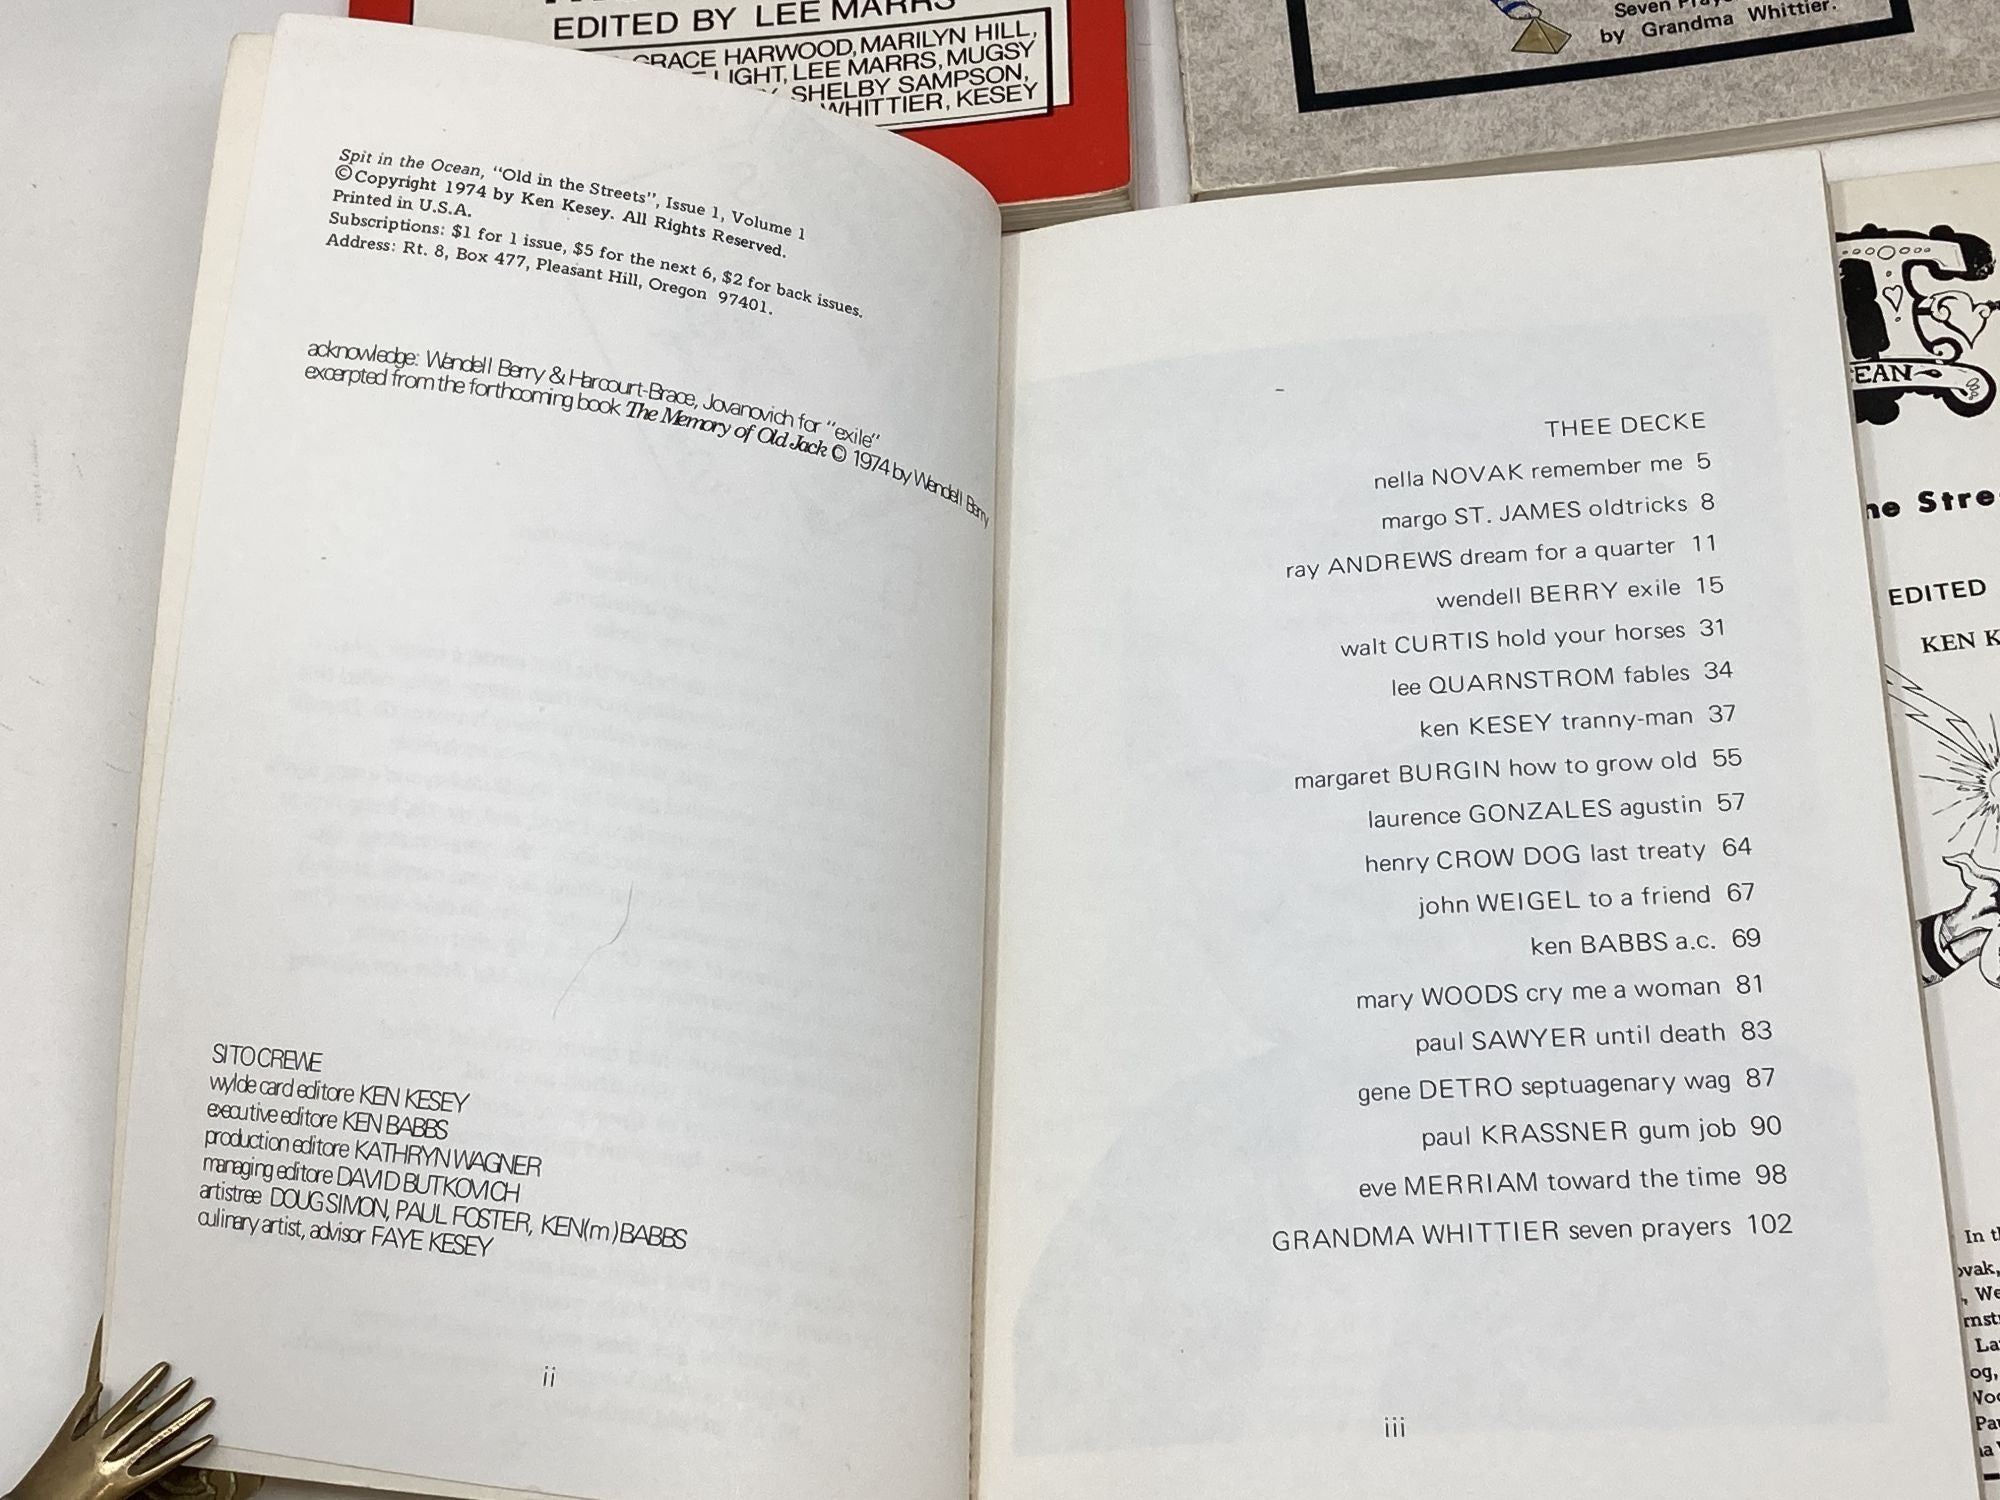 EDITED BY LEE MARRS
GRACE HARWOOD, MARILYN HILL,
LIGHT, LEE MARRS, MUGSY
SHELBY SAMPSON,
WHITTIER, KESEY
Seven
by Grandma Whittier.
Spit in the Ocean, "Old in the Streets", Issue 1, Volume 1
©Copyright 1974 by Ken Kesey. All Rights Reserved.
Printed in U.S.A.
Subscriptions: $1 for 1 issue, $5 for the next 6, $2 for back issues.
Address: Rt. 8, Box 477, Pleasant Hill, Oregon 97401.
acknowledge: Wendell Berry & Harcourt-Brace, Jovanovich for "exile"
excerpted from the forthcoming book The Memory of Old Jack © 1974 by Wendell Berry
SITO CREWE
wylde card editore KEN KESEY
executive editore KEN BABBS
production editore KATHRYN WAGNER
managing editore DAVID BUTKOVICH
artistree DOUG SIMON, PAUL FOSTER, KEN(m)BABBS
culinary artist, advisor FAYE KESEY
ii
THEE DECKE
nella NOVAK remember me 5
margo ST. JAMES oldtricks 8
ray ANDREWS dream for a quarter 11
wendell BERRY exile 15
walt CURTIS hold your horses 31
lee QUARNSTROM fables 34
ken KESEY tranny-man 37
margaret BURGIN how to grow old 55
laurence GONZALES agustin 57
henry CROW DOG last treaty 64
john WEIGEL to a friend 67
ken BABBS a.c. 69
mary WOODS cry me a woman 81
paul SAWYER until death 83
gene DETRO septuagenary wag 87
paul KRASSNER gum job 90
eve MERRIAM toward the time 98
GRANDMA WHITTIER seven prayers 102
iii
EAN
EDITED
KEN K
In